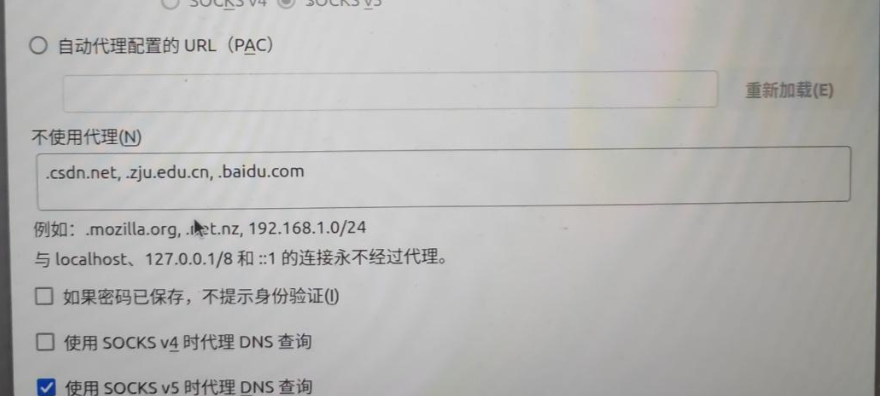 SOCKS v4 SOCKS v5
自动代理配置的 URL（PAC）
重新加载(E)
不使用代理(N)
.csdn.net, .zju.edu.cn, .baidu.com
例如：.mozilla.org, .net.nz, 192.168.1.0/24
与 localhost、127.0.0.1/8 和 ::1 的连接永不经过代理。
如果密码已保存，不提示身份验证(I)
使用 SOCKS v4 时代理 DNS 查询
使用 SOCKS v5 时代理 DNS 查询